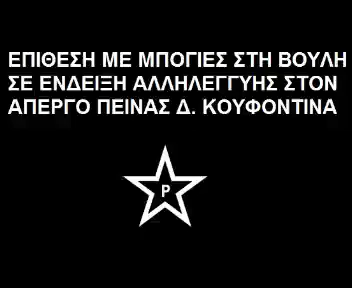 ΕΠΙΘΕΣΗ ΜΕ ΜΠΟΓΙΕΣ ΣΤΗ ΒΟΥΛΗ
ΣΕ ΕΝΔΕΙΞΗ ΑΛΛΗΛΕΓΓΥΗΣ ΣΤΟΝ
ΑΠΕΡΓΟ ΠΕΙΝΑΣ Δ. ΚΟΥΦΟΝΤΙΝΑ
Ρ